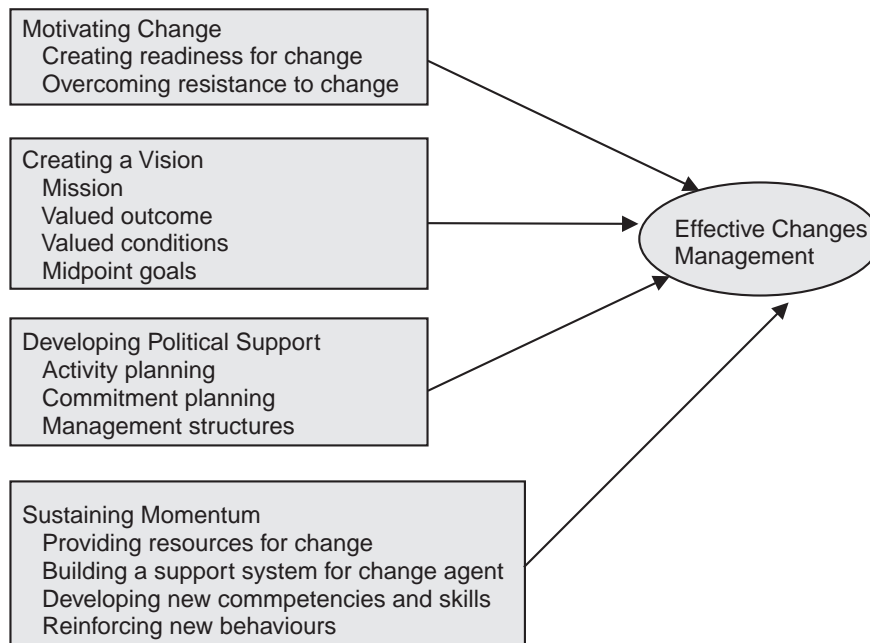 Motivating Change
Creating readiness for change
Overcoming resistance to change
Creating a Vision
Mission
Valued outcome
Valued conditions
Midpoint goals
Effective Changes
Management
Developing Political Support
Activity planning
Commitment planning
Management structures
Sustaining Momentum
Providing resources for change
Building a support system for change agent
Developing new commpetencies and skills
Reinforcing new behaviours